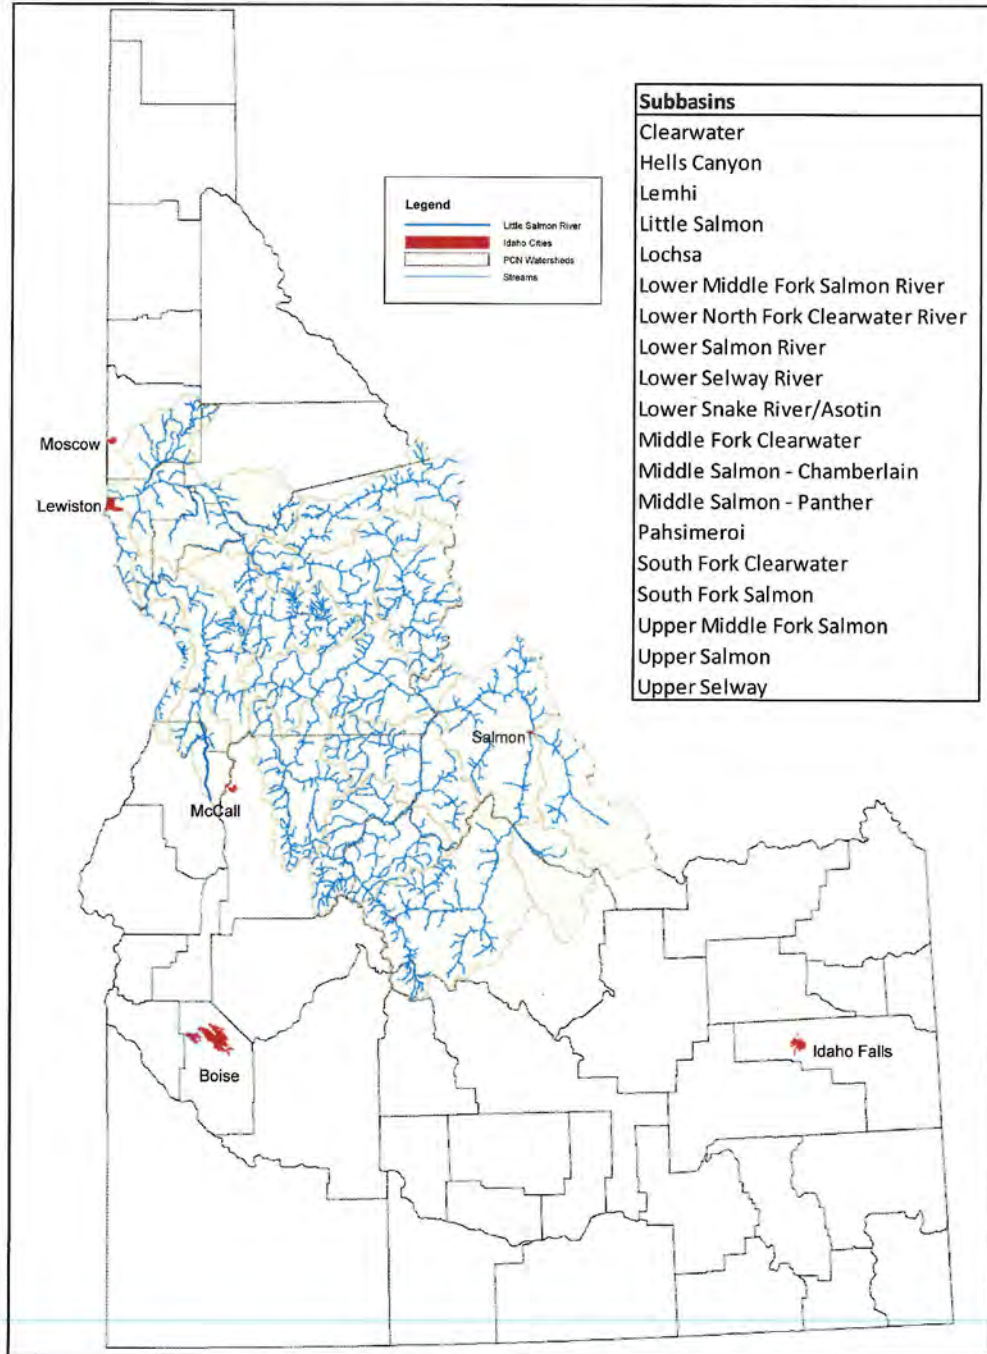 Subbasins
Clearwater
Hells Canyon
Lemhi
Little Salmon
Lochsa
Lower Middle Fork Salmon River
Lower North Fork Clearwater River
Lower Salmon River
Lower Selway River
Lower Snake River/Asotin
Middle Fork Clearwater
Middle Salmon - Chamberlain
Middle Salmon - Panther
Pahsimeroi
South Fork Clearwater
South Fork Salmon
Upper Middle Fork Salmon
Upper Salmon
Upper Selway
Legend
Little Salmon River
Idaho Cities
PCN Watersheds
Streams
Moscow
Lewiston
Salmon
McCall
Boise
Idaho Falls